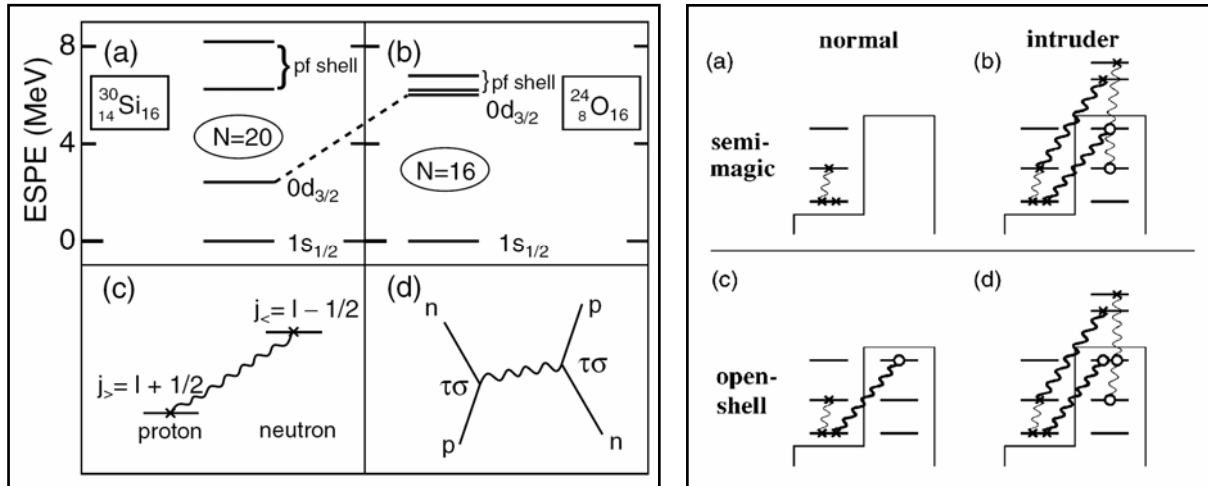 (a)
8
pf shell
30
14Si16
N=20
4
0d3/2
0
1s1/2
ESPE (MeV)
(b)
pf shell
0d3/2
24
8O16
N=16
1s1/2
(c)
j< = l − 1/2
j> = l + 1/2
proton
neutron
(d)
n
p
τσ
τσ
p
n
normal
intruder
(a)
(b)
semi-
magic
(c)
(d)
open-
shell